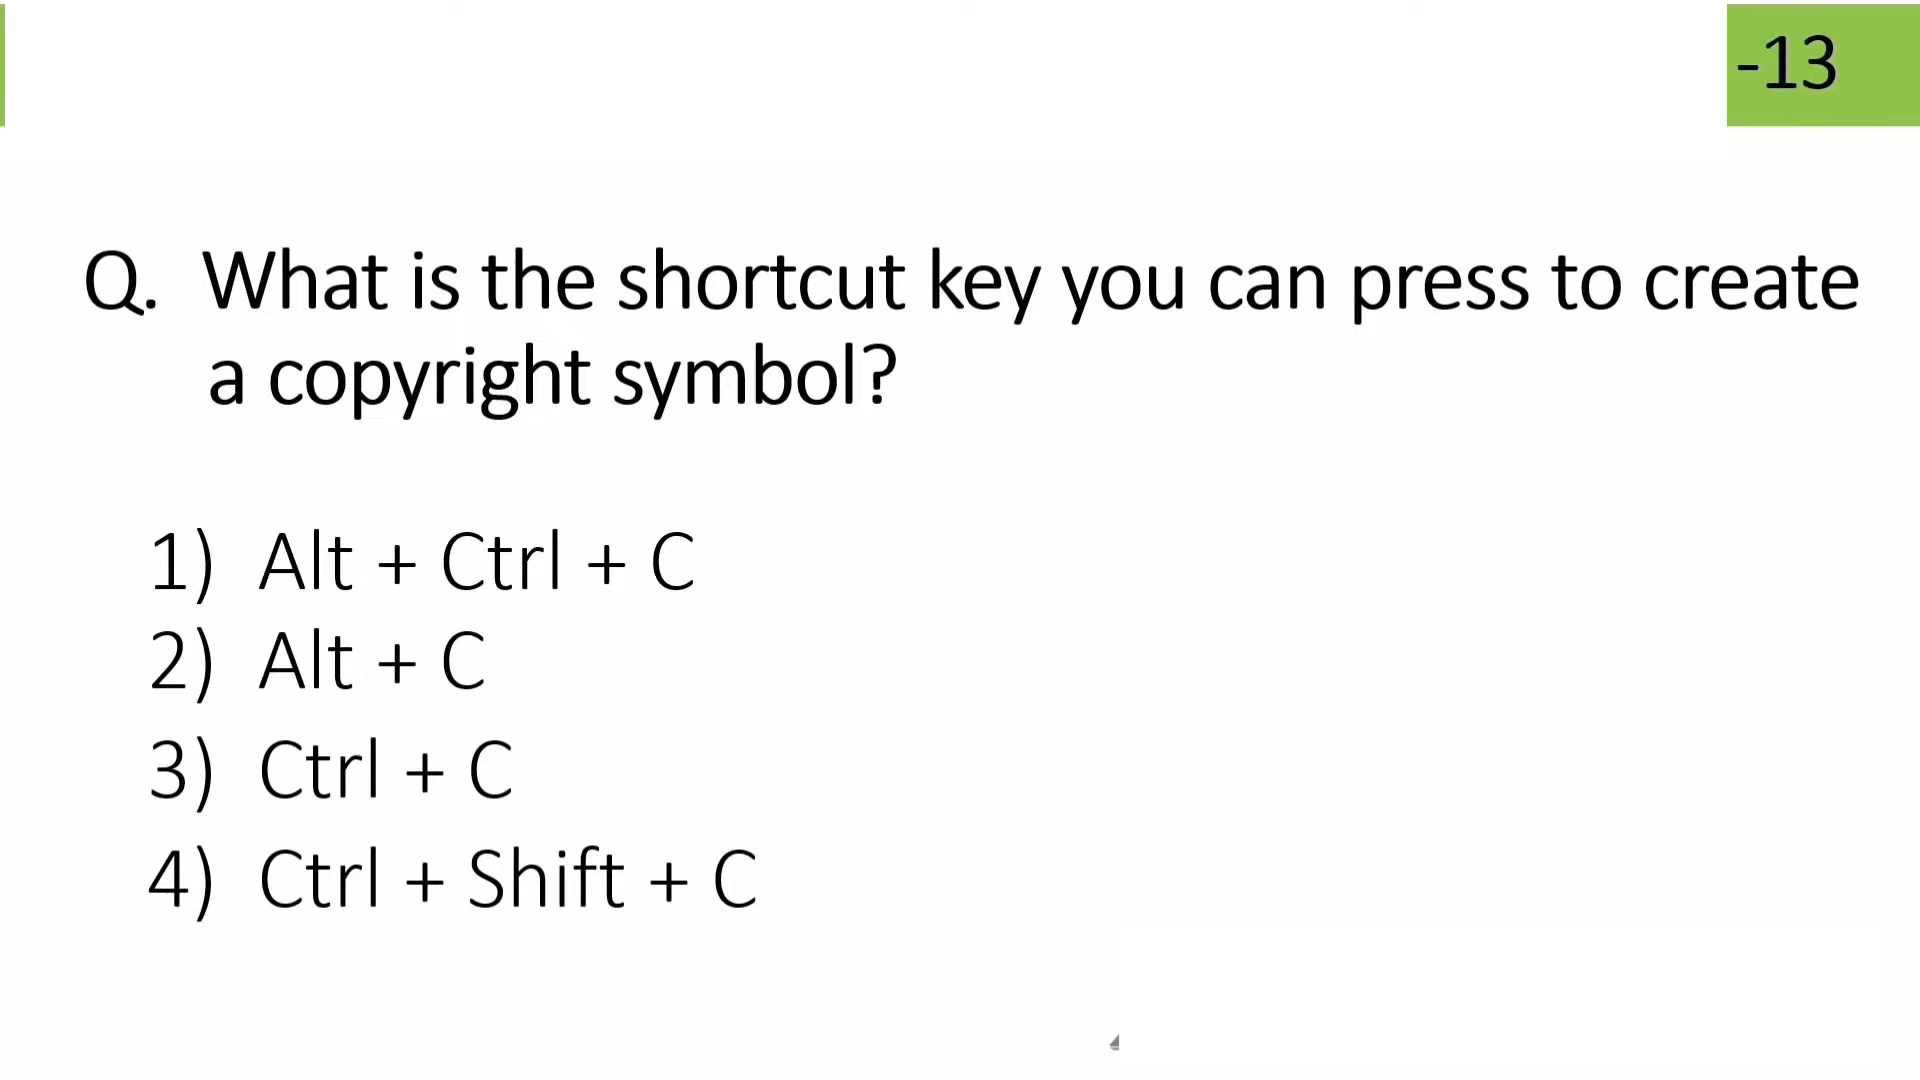 -13
Q. What is the shortcut key you can press to create
a copyright symbol?
1) Alt + Ctrl + C
2) Alt + C
3) Ctrl + C
4) Ctrl + Shift + C